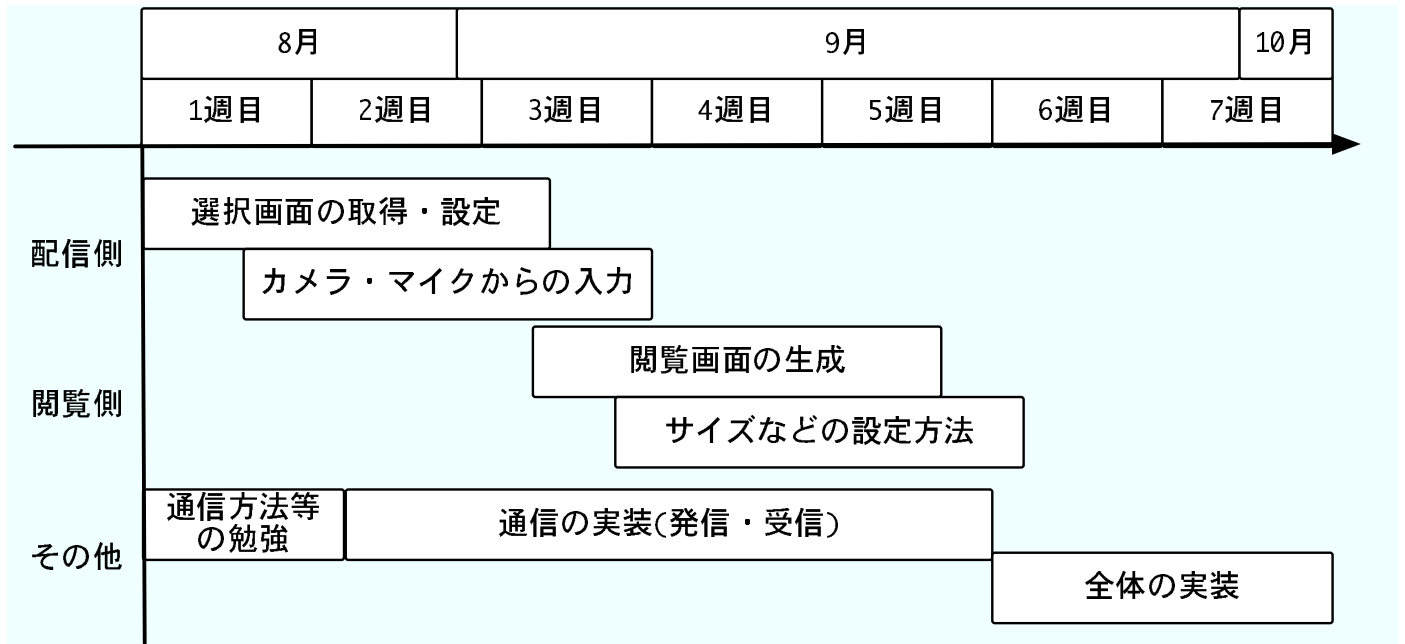 8月
9月
10月
1週目
2週目
3週目
4週目
5週目
6週目
7週目
配信側
選択画面の取得・設定
カメラ・マイクからの入力
閲覧側
閲覧画面の生成
サイズなどの設定方法
その他
通信方法等
の勉強
通信の実装(発信・受信)
全体の実装